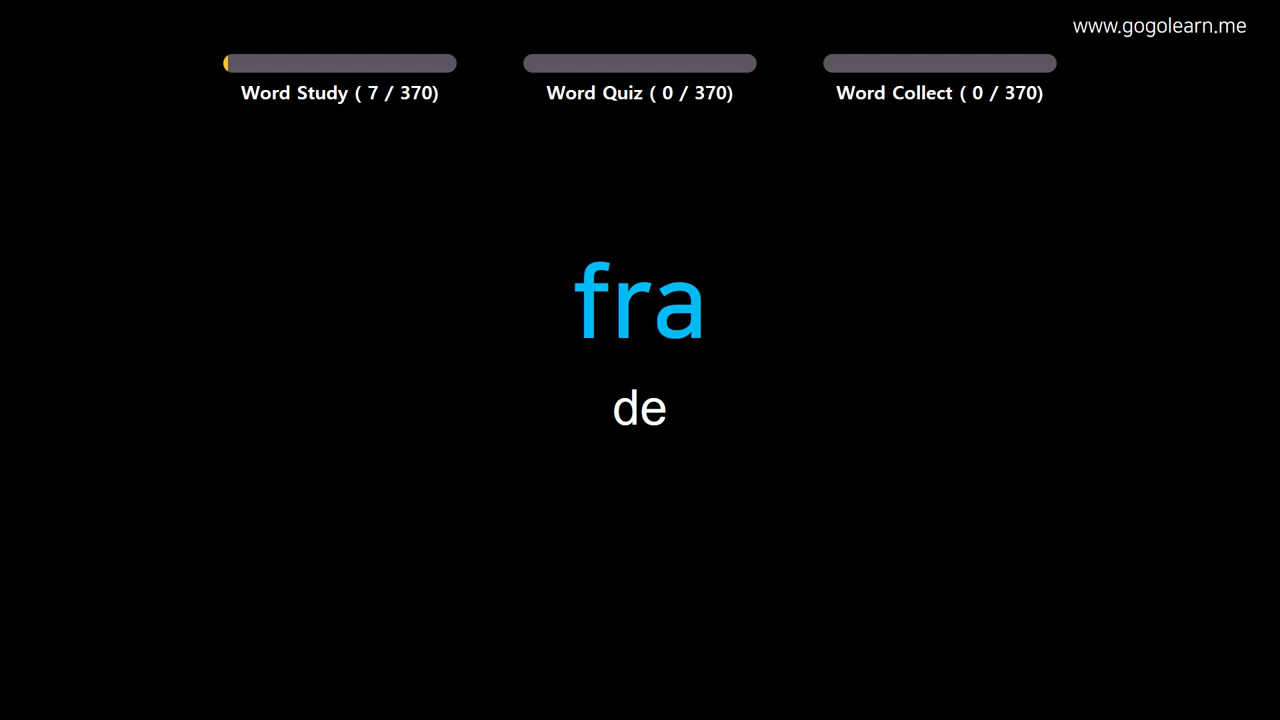 www.gogolearn.me
Word Study ( 7 / 370)
Word Quiz ( 0 / 370)
Word Collect ( 0 / 370)
fra
de